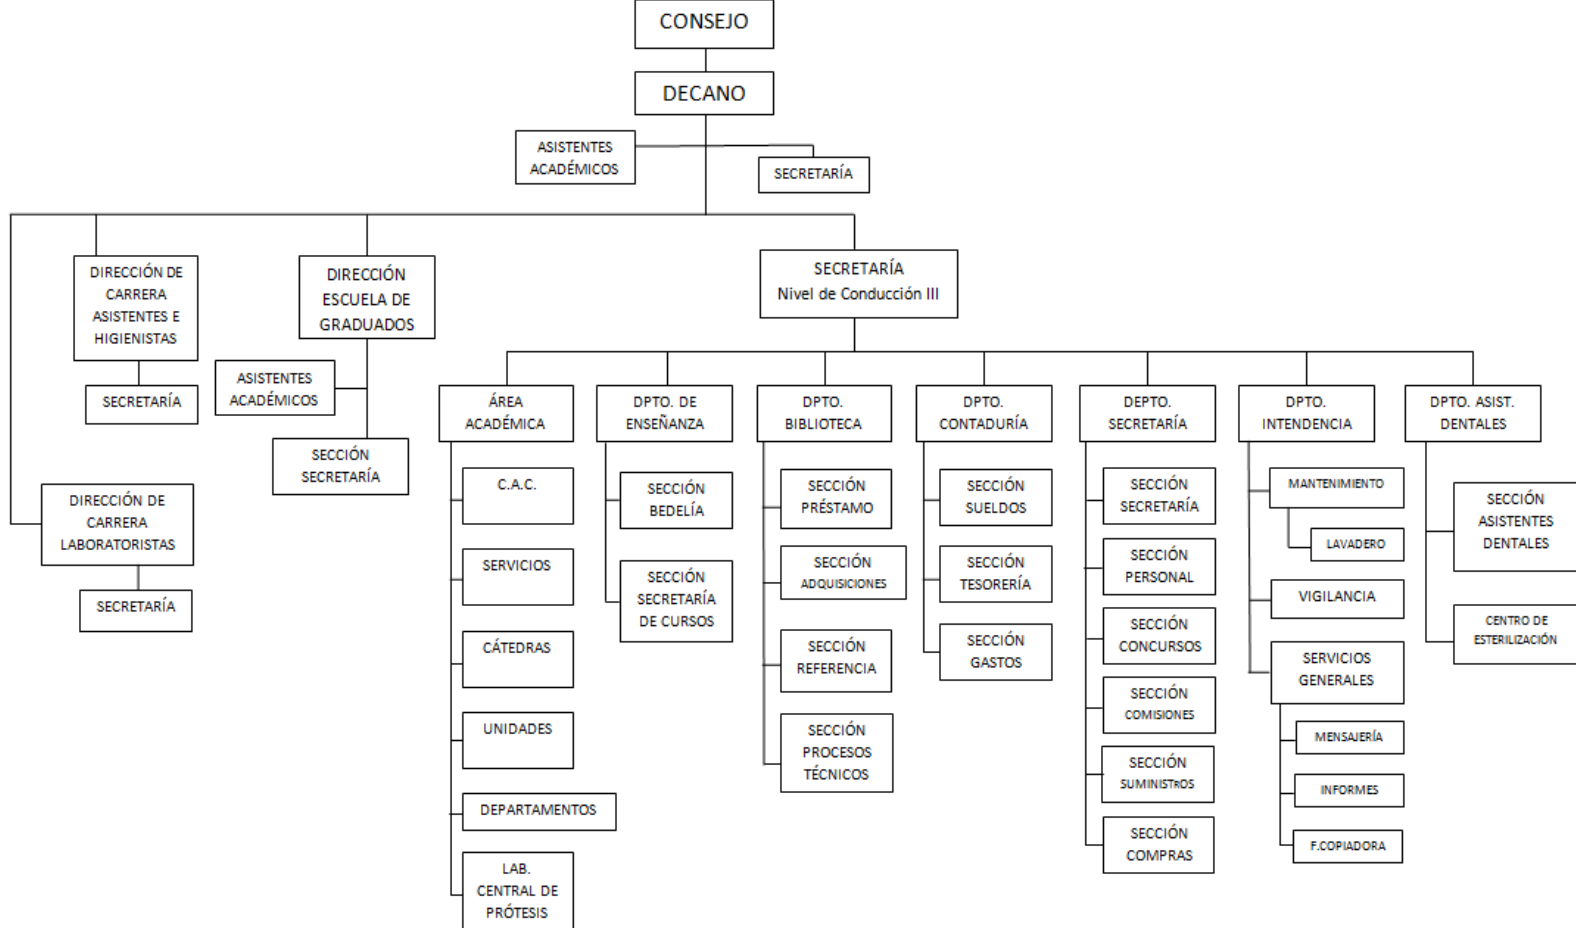 CONSEJO
DECANO
ASISTENTES
ACADÉMICOS
SECRETARÍA
DIRECCIÓN DE
CARRERA
ASISTENTES E
HIGIENISTAS
SECRETARÍA
DIRECCIÓN
ESCUELA DE
GRADUADOS
ASISTENTES
ACADÉMICOS
SECCIÓN
SECRETARÍA
DIRECCIÓN DE
CARRERA
LABORATORISTAS
SECRETARÍA
SECRETARÍA
Nivel de Conducción III
ÁREA
ACADÉMICA
C.A.C.
SERVICIOS
CÁTEDRAS
UNIDADES
DEPARTAMENTOS
LAB.
CENTRAL DE
PRÓTESIS
DPTO. DE
ENSEÑANZA
SECCIÓN
BEDELÍA
SECCIÓN
SECRETARÍA
DE CURSOS
DPTO.
BIBLIOTECA
SECCIÓN
PRÉSTAMO
SECCIÓN
ADQUISICIONES
SECCIÓN
REFERENCIA
SECCIÓN
PROCESOS
TÉCNICOS
DPTO.
CONTADURÍA
SECCIÓN
SUELDOS
SECCIÓN
TESORERÍA
SECCIÓN
GASTOS
DEPTO.
SECRETARÍA
SECCIÓN
SECRETARÍA
SECCIÓN
PERSONAL
SECCIÓN
CONCURSOS
SECCIÓN
COMISIONES
SECCIÓN
SUMINISTROS
SECCIÓN
COMPRAS
DPTO.
INTENDENCIA
MANTENIMIENTO
LAVADERO
VIGILANCIA
SERVICIOS
GENERALES
MENSAJERÍA
INFORMES
F.COPIADORA
DPTO. ASIST.
DENTALES
SECCIÓN
ASISTENTES
DENTALES
CENTRO DE
ESTERILIZACIÓN